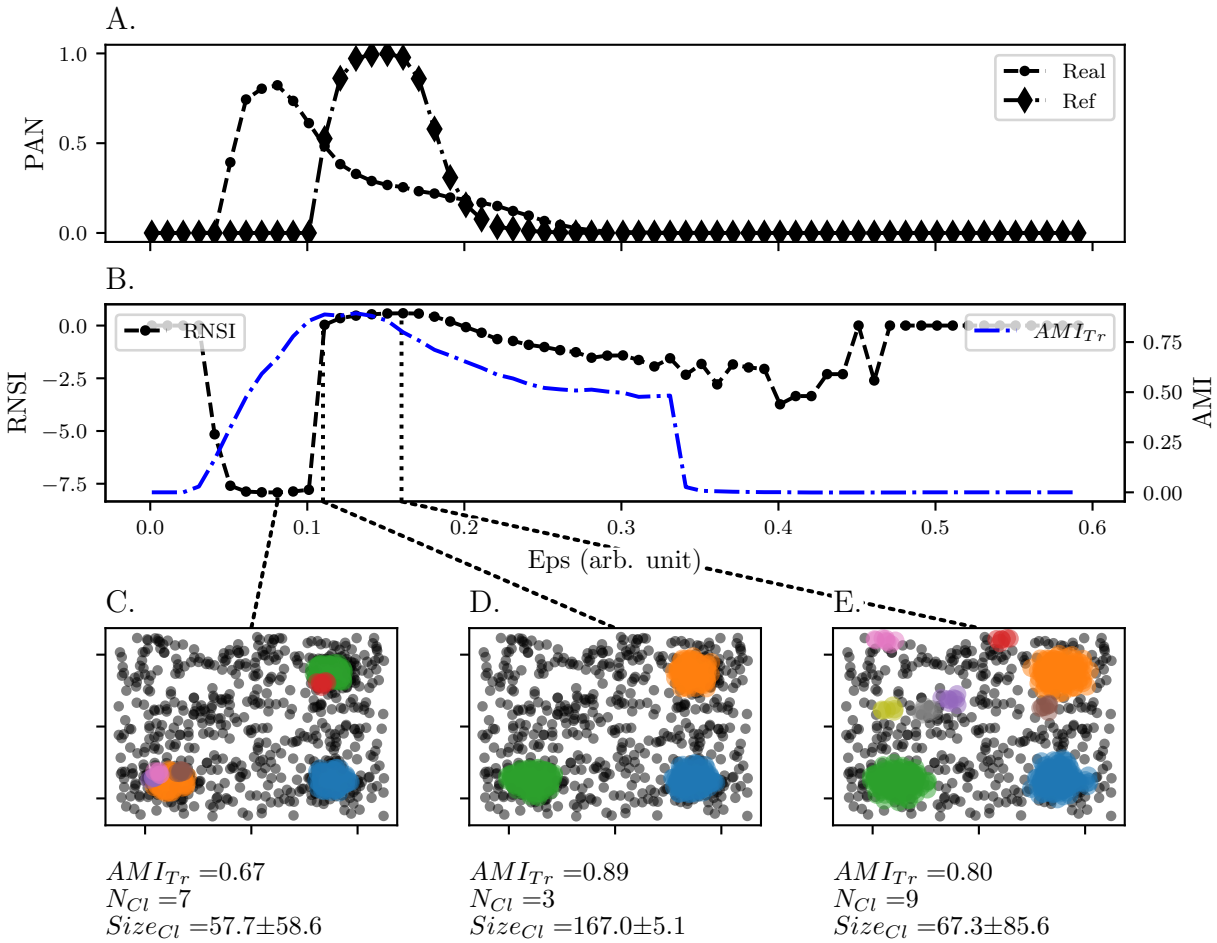 A.
1.0
0.5
0.0
PAN
Real
Ref
B.
0.0
−2.5
−5.0
−7.5
RNSI
RNSI
AMI_Tr
0.75
0.50
0.25
0.00
AMI
0.0 0.1 0.2 0.3 0.4 0.5 0.6
Eps (arb. unit)
C. D. E.
AMI_Tr =0.67
N_Cl =7
Size_Cl =57.7±58.6
AMI_Tr =0.89
N_Cl =3
Size_Cl =167.0±5.1
AMI_Tr =0.80
N_Cl =9
Size_Cl =67.3±85.6